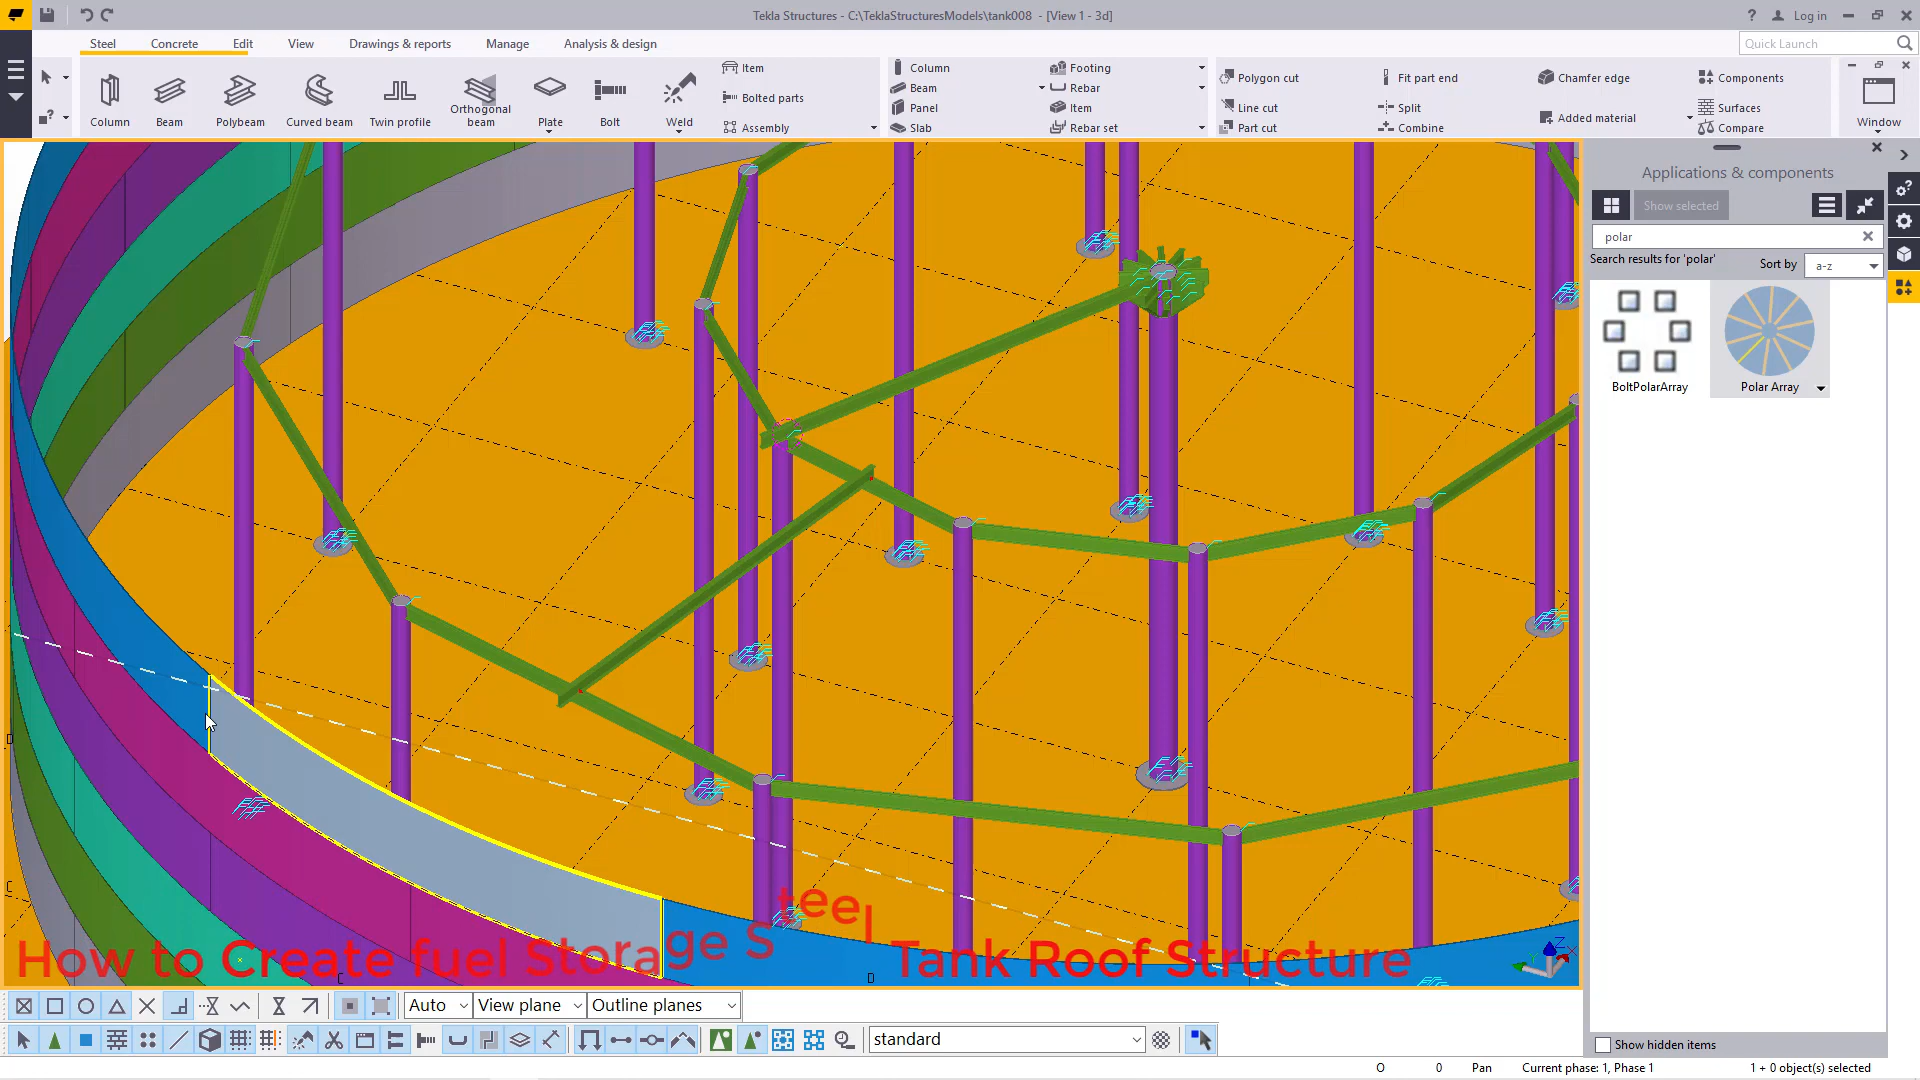 Tekla Structures - C:\TeklaStructuresModels\tank008 - [View 1 - 3d]
? Log in
Steel Concrete Edit View Drawings & reports Manage Analysis & design
Quick Launch
Column Beam Polybeam Curved beam Twin profile Orthogonal beam Plate Bolt Weld
Item
Bolted parts
Assembly
Column Footing
Beam Rebar
Panel Item
Slab Rebar set
Polygon cut Fit part end Chamfer edge Components
Line cut Split Added material Surfaces
Part cut Combine Compare
Window
Applications & components
Show selected
polar
Search results for 'polar' Sort by a-z
BoltPolarArray Polar Array
D
C
C
D
Z
X
How to Create fuel Storage Steel Tank Roof Structure
Auto View plane Outline planes
standard
Show hidden items
O 0 Pan Current phase: 1, Phase 1 1 + 0 object(s) selected